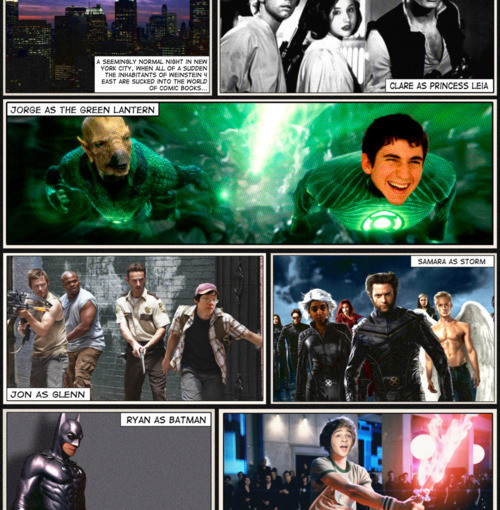 A SEEMINGLY NORMAL NIGHT IN NEW
YORK CITY, WHEN ALL OF A SUDDEN
THE INHABITANTS OF WEINSTEIN 4
EAST ARE SUCKED INTO THE WORLD
OF COMIC BOOKS...
CLARE AS PRINCESS LEIA
JORGE AS THE GREEN LANTERN
SAMARA AS STORM
JON AS GLENN
RYAN AS BATMAN